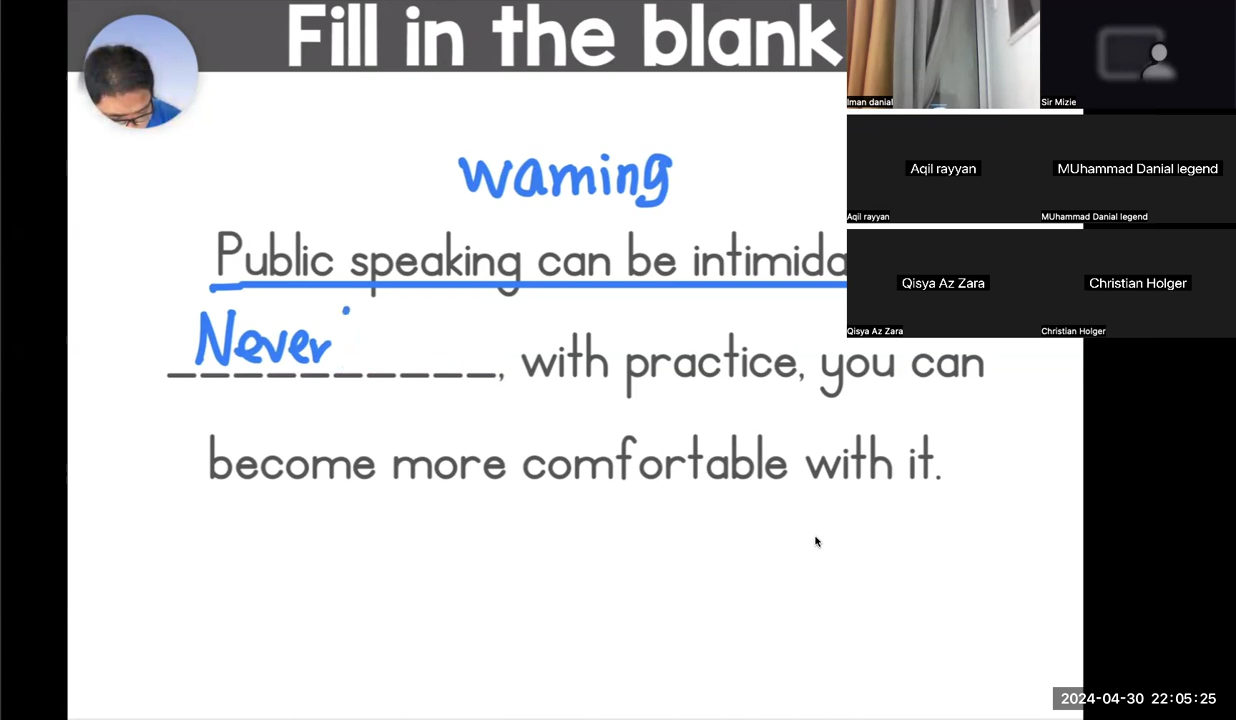 Fill in the blank
warning
Public speaking can be intimida
Never
__________, with practice, you can
become more comfortable with it.
Iman danial
Sir Mizie
Aqil rayyan
MUhammad Danial legend
Aqil rayyan
MUhammad Danial legend
Qisya Az Zara
Christian Holger
Qisya Az Zara
Christian Holger
2024-04-30 22:05:25